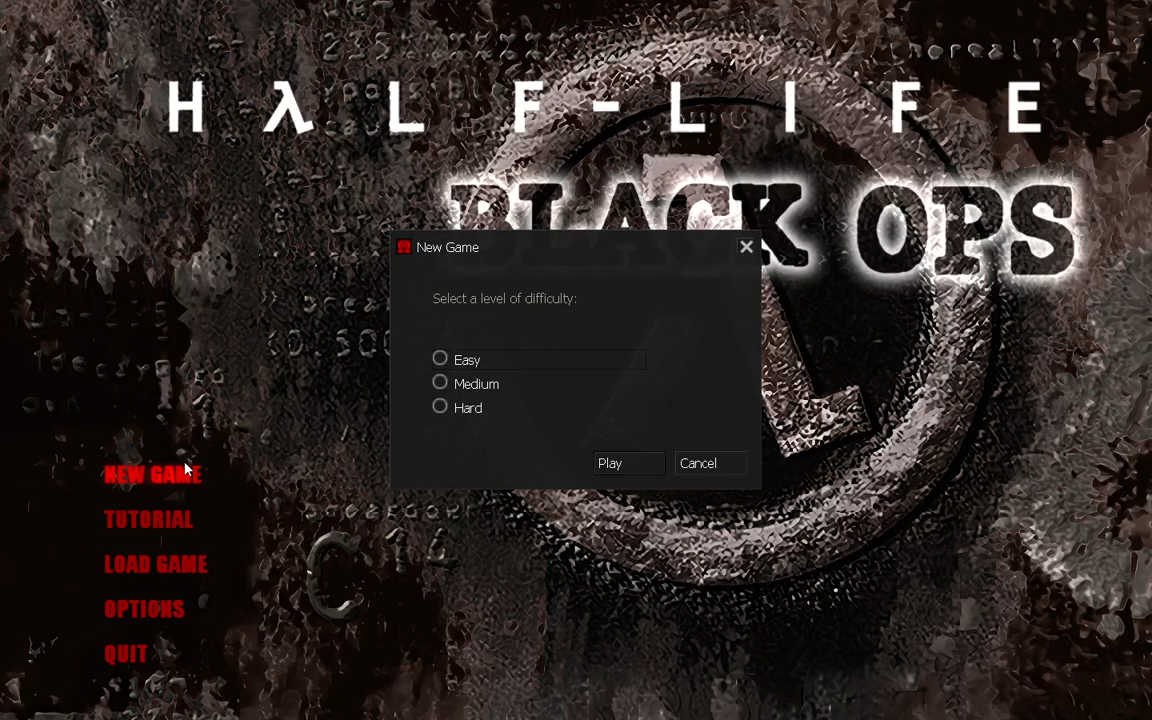 HλLF-LIFE
BLACK OPS
New Game
Select a level of difficulty:
Easy
Medium
Hard
Play
Cancel
NEW GAME
TUTORIAL
LOAD GAME
OPTIONS
QUIT
C14